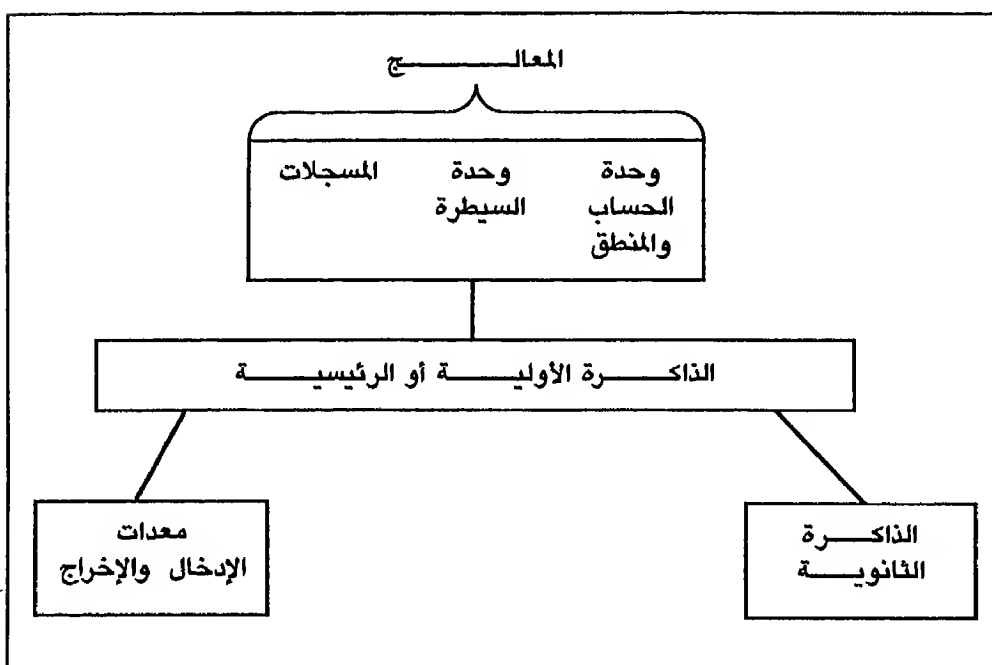 المعالج
وحدة الحساب والمنطق
وحدة السيطرة
المسجلات
الذاكرة الأولية أو الرئيسية
الذاكرة الثانوية
معدات الإدخال والإخراج